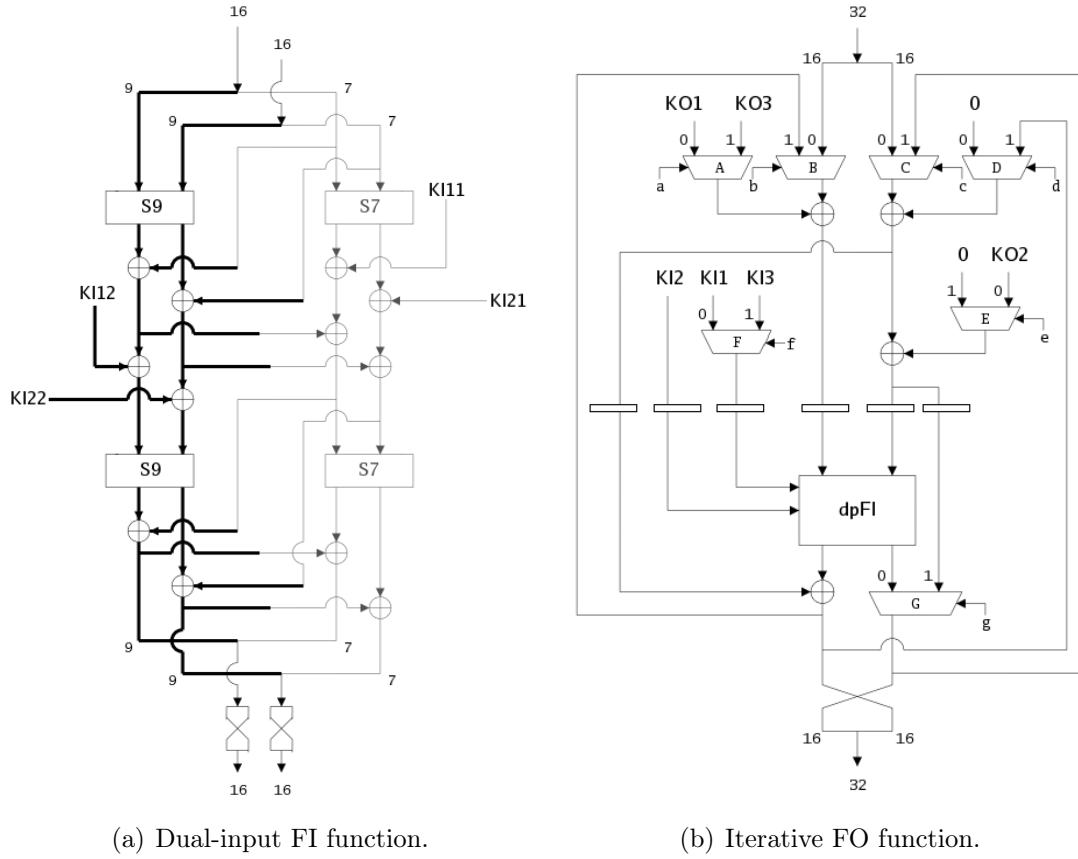 16
16
9
7
9
7
S9
S7
KI11
KI12
KI21
KI22
S9
S7
9
7
9
7
16 16
(a) Dual-input FI function.
32
16 16
KO1 KO3 0
0 1 1 0 0 1 0 1
A B C D
a b c d
KI2 KI1 KI3 0 KO2
0 1 1 0
F f E
e
dpFI
0 1
G
g
16 16
32
(b) Iterative FO function.